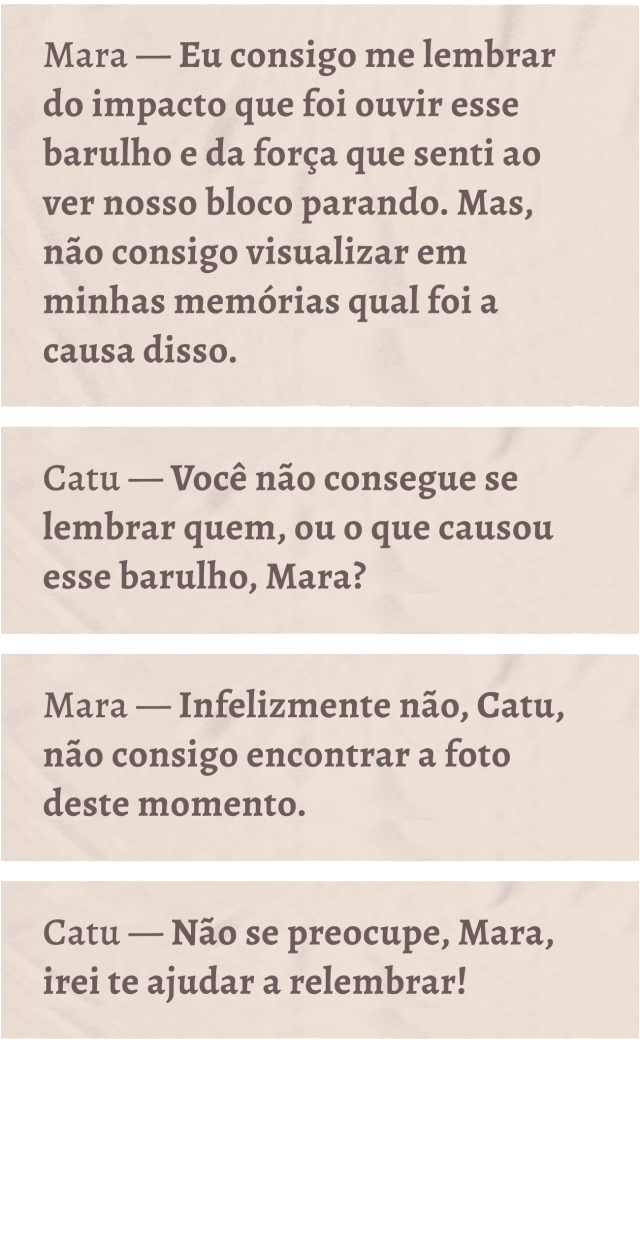 Mara — Eu consigo me lembrar
do impacto que foi ouvir esse
barulho e da força que senti ao
ver nosso bloco parando. Mas,
não consigo visualizar em
minhas memórias qual foi a
causa disso.
Catu — Você não consegue se
lembrar quem, ou o que causou
esse barulho, Mara?
Mara — Infelizmente não, Catu,
não consigo encontrar a foto
deste momento.
Catu — Não se preocupe, Mara,
irei te ajudar a relembrar!